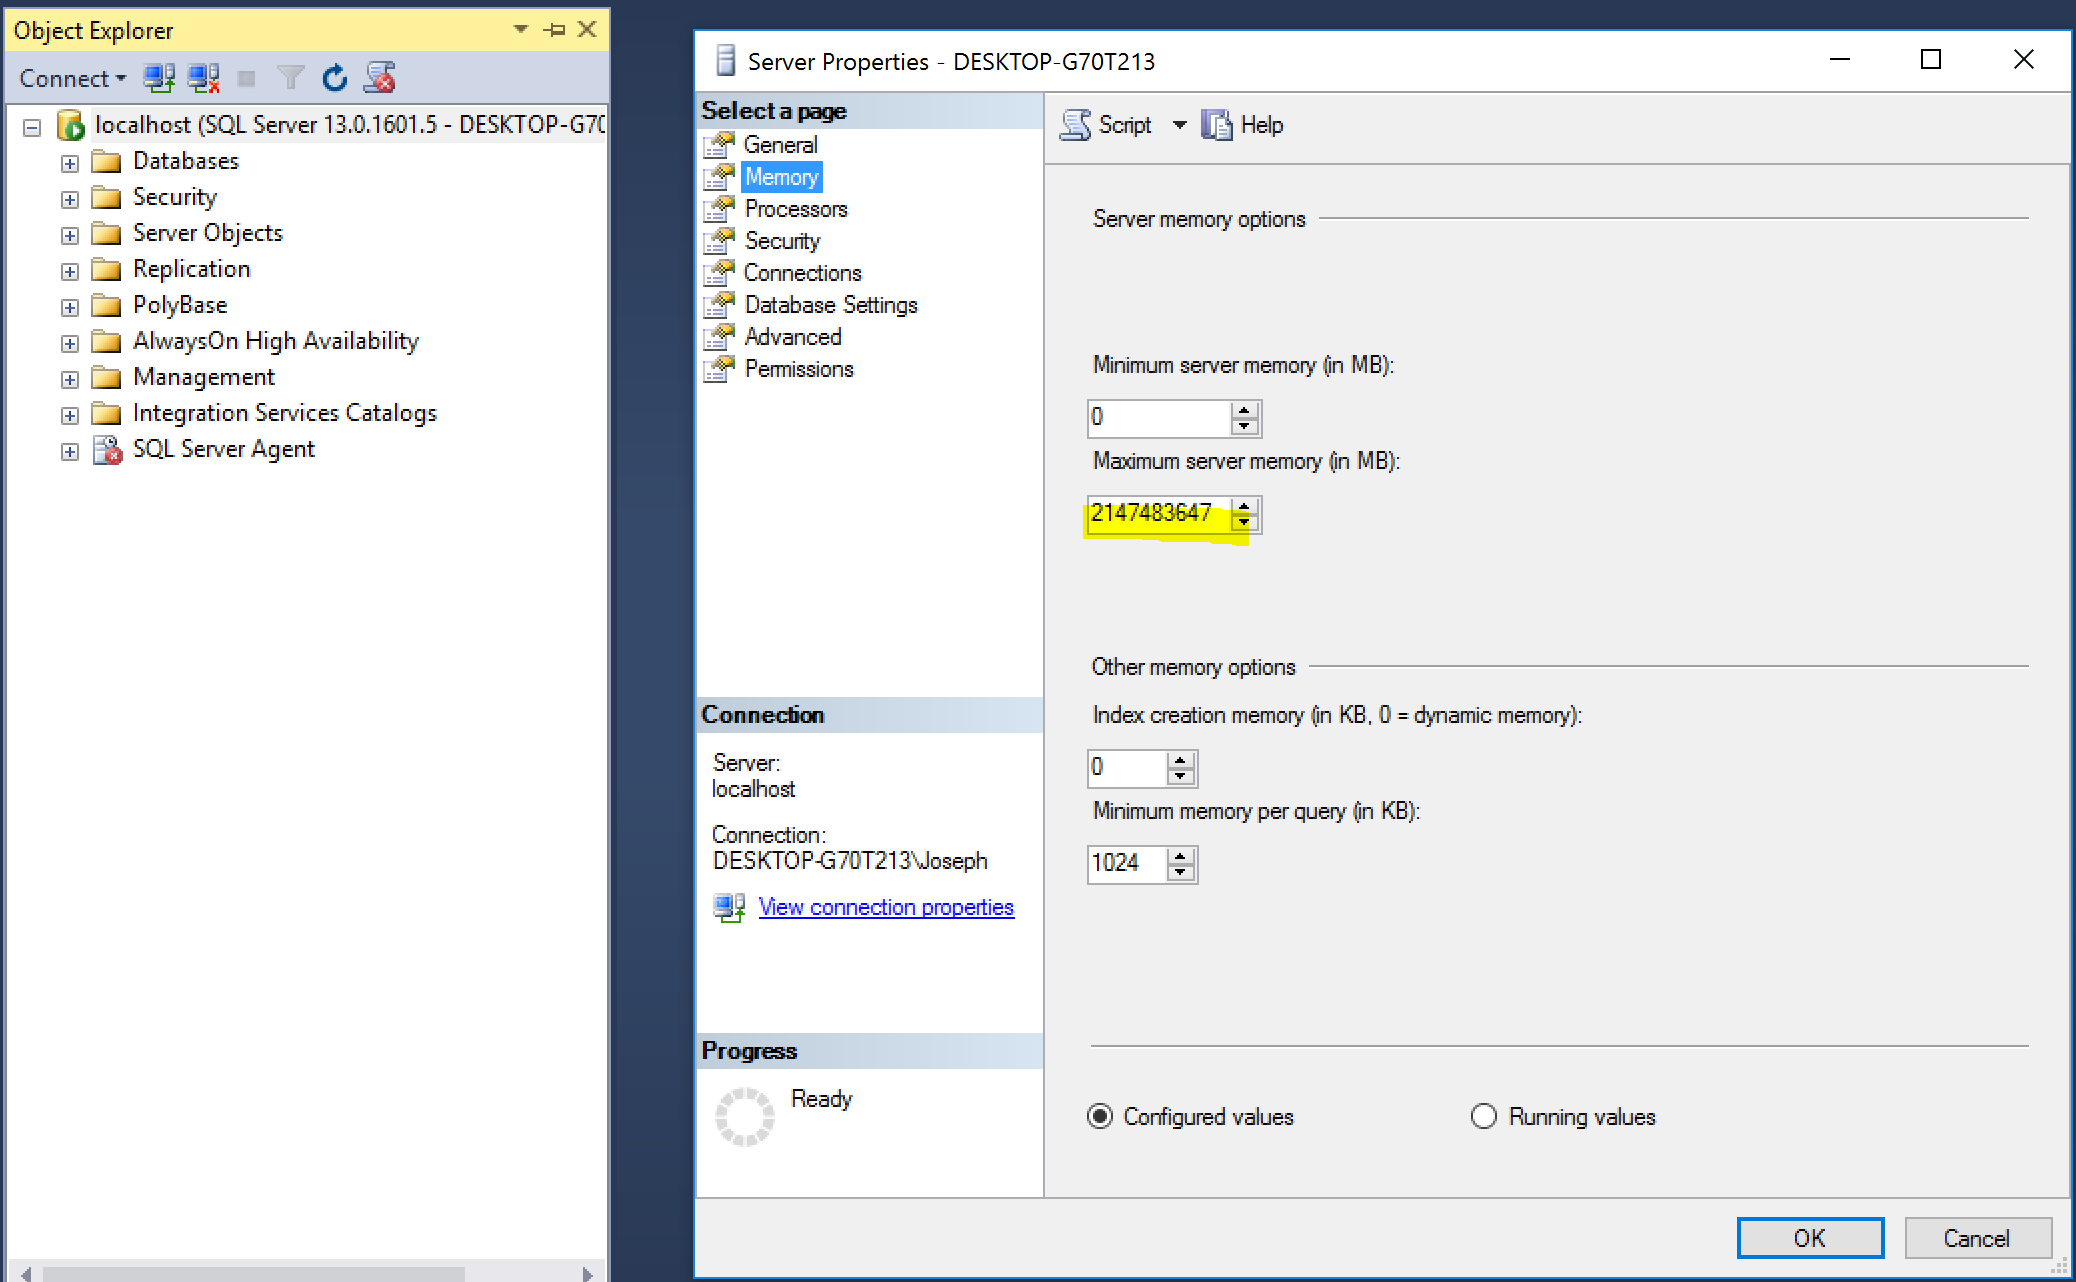 Object Explorer
Connect
localhost (SQL Server 13.0.1601.5 - DESKTOP-G70
Databases
Security
Server Objects
Replication
PolyBase
AlwaysOn High Availability
Management
Integration Services Catalogs
SQL Server Agent
Server Properties - DESKTOP-G70T213
Select a page
General
Memory
Processors
Security
Connections
Database Settings
Advanced
Permissions
Connection
Server:
localhost
Connection:
DESKTOP-G70T213\Joseph
View connection properties
Progress
Ready
Script
Help
Server memory options
Minimum server memory (in MB):
0
Maximum server memory (in MB):
2147483647
Other memory options
Index creation memory (in KB, 0 = dynamic memory):
0
Minimum memory per query (in KB):
1024
Configured values
Running values
OK
Cancel